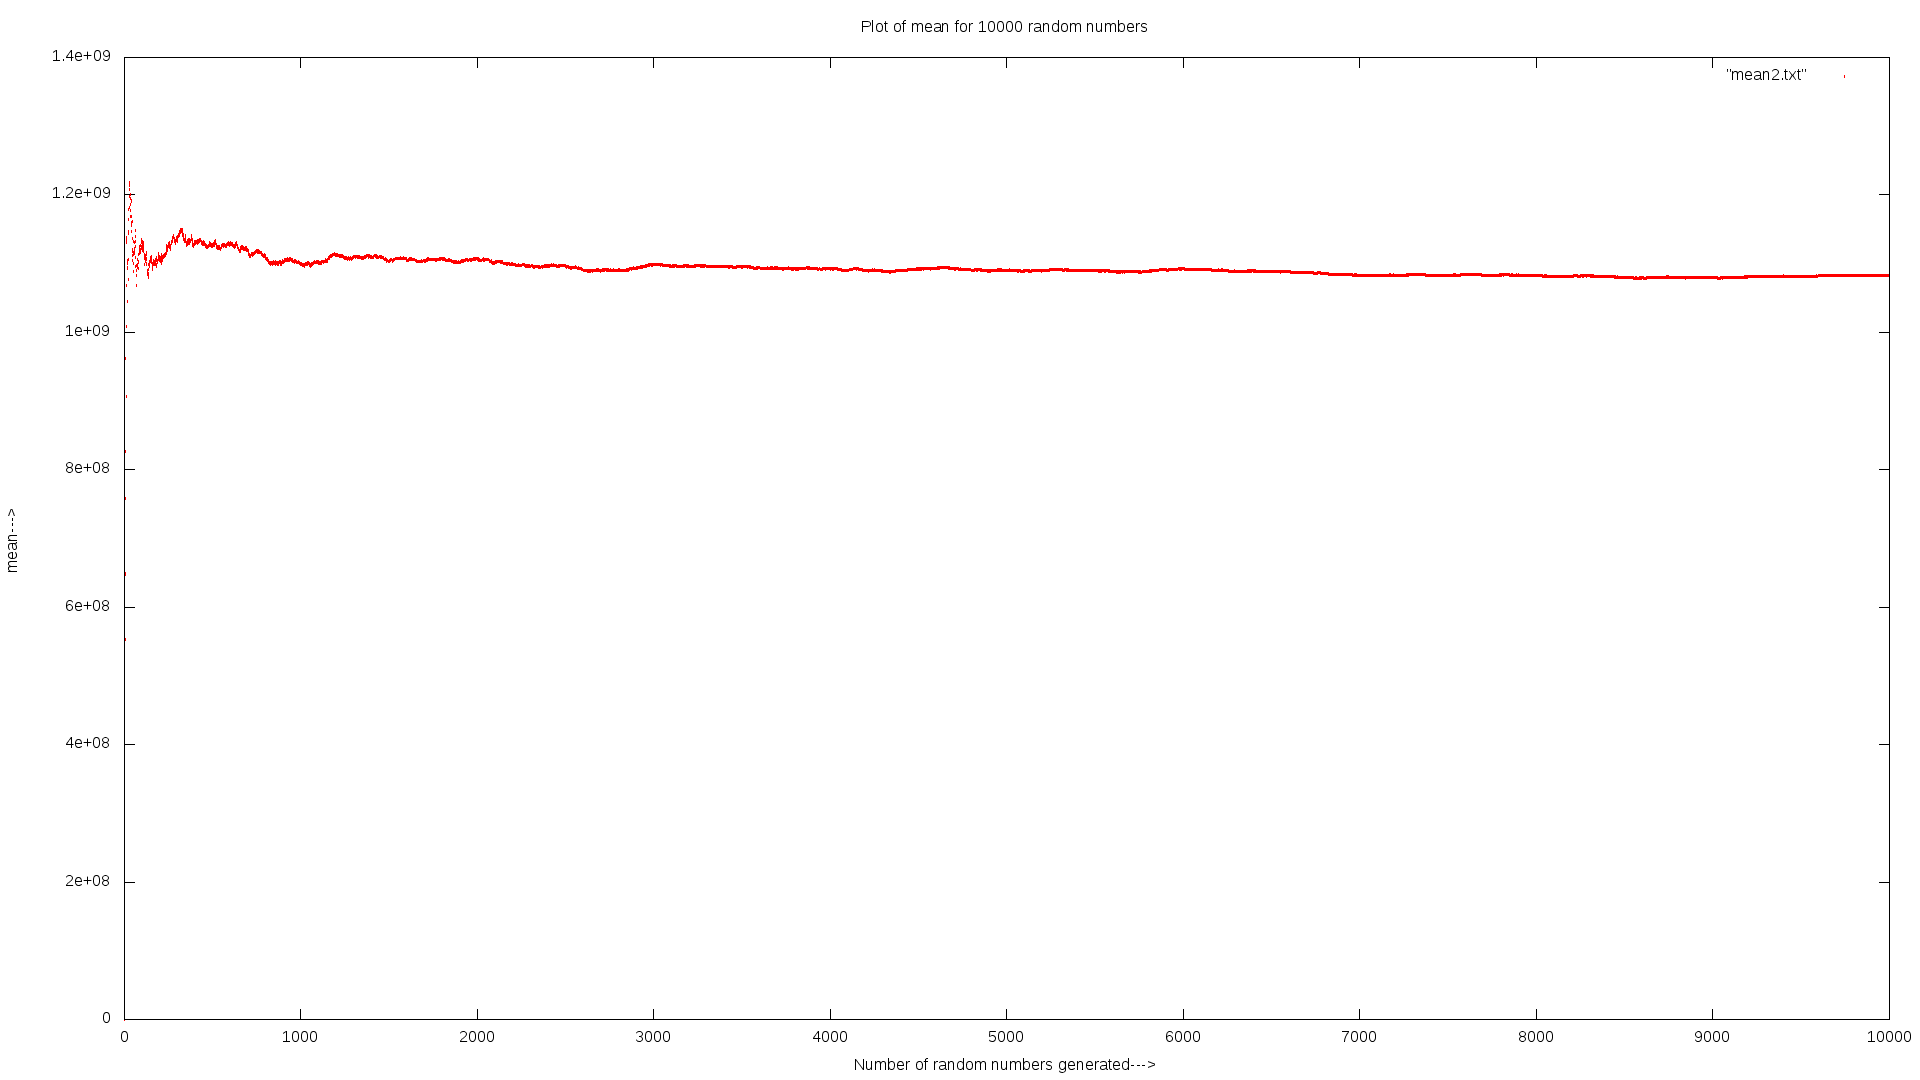 Plot of mean for 10000 random numbers
"mean2.txt"
1.4e+09
1.2e+09
1e+09
8e+08
6e+08
4e+08
2e+08
0
mean--->
0 1000 2000 3000 4000 5000 6000 7000 8000 9000 10000
Number of random numbers generated--->